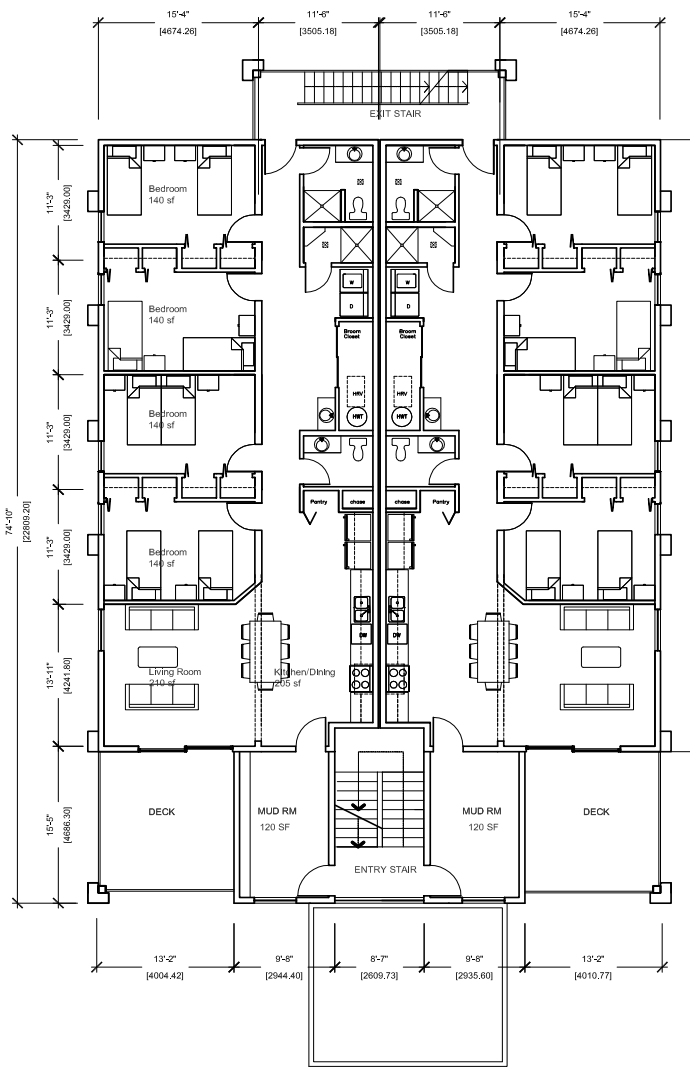 15'-4"
[4674.26]
11'-6"
[3505.18]
11'-6"
[3505.18]
15'-4"
[4674.26]
EXIT STAIR
74'-10"
[22809.20]
11'-3"
[3429.00]
Bedroom
140 sf
11'-3"
[3429.00]
Bedroom
140 sf
W
D
W
D
Broom
Closet
Broom
Closet
11'-3"
[3429.00]
Bedroom
140 sf
HRV
HWT
HRV
HWT
Pantry
chase
chase
Pantry
11'-3"
[3429.00]
Bedroom
140 sf
DW
DW
13'-11"
[4241.80]
Living Room
210 sf
Kitchen/Dining
205 sf
15'-5"
[4686.30]
DECK
MUD RM
120 SF
MUD RM
120 SF
DECK
ENTRY STAIR
13'-2"
[4004.42]
9'-8"
[2944.40]
8'-7"
[2609.73]
9'-8"
[2935.60]
13'-2"
[4010.77]